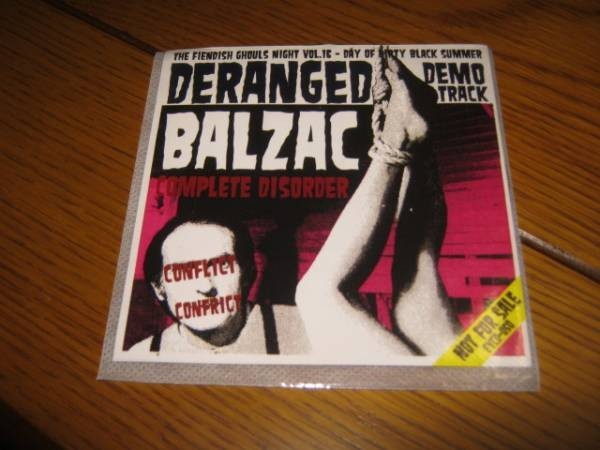 THE FIENDISH GHOULS NIGHT VOL.16 - DAY OF DIRTY BLACK SUMMER
DERANGED
DEMO
TRACK
BALZAC
COMPLETE DISORDER
CONFLICT
CONFRICT
NOT FOR SALE